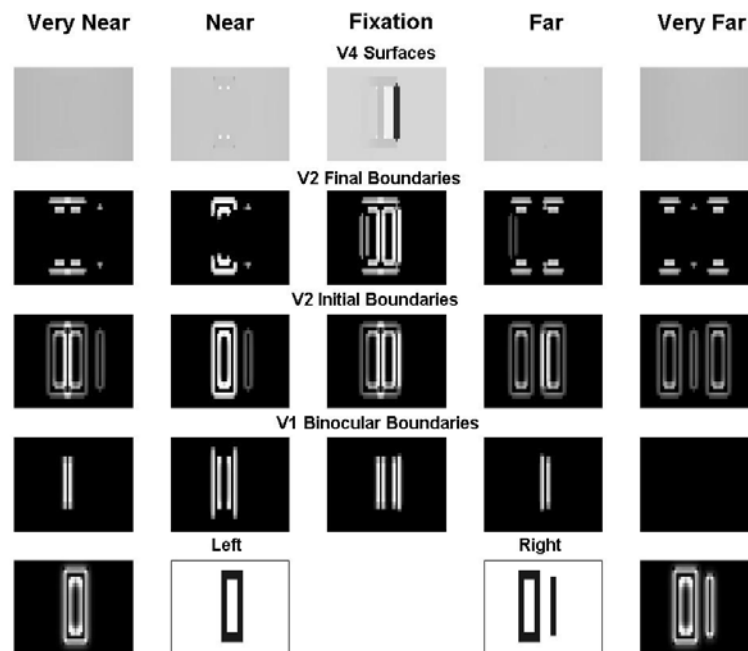 Very Near Near Fixation Far Very Far
V4 Surfaces
V2 Final Boundaries
V2 Initial Boundaries
V1 Binocular Boundaries
Left Right